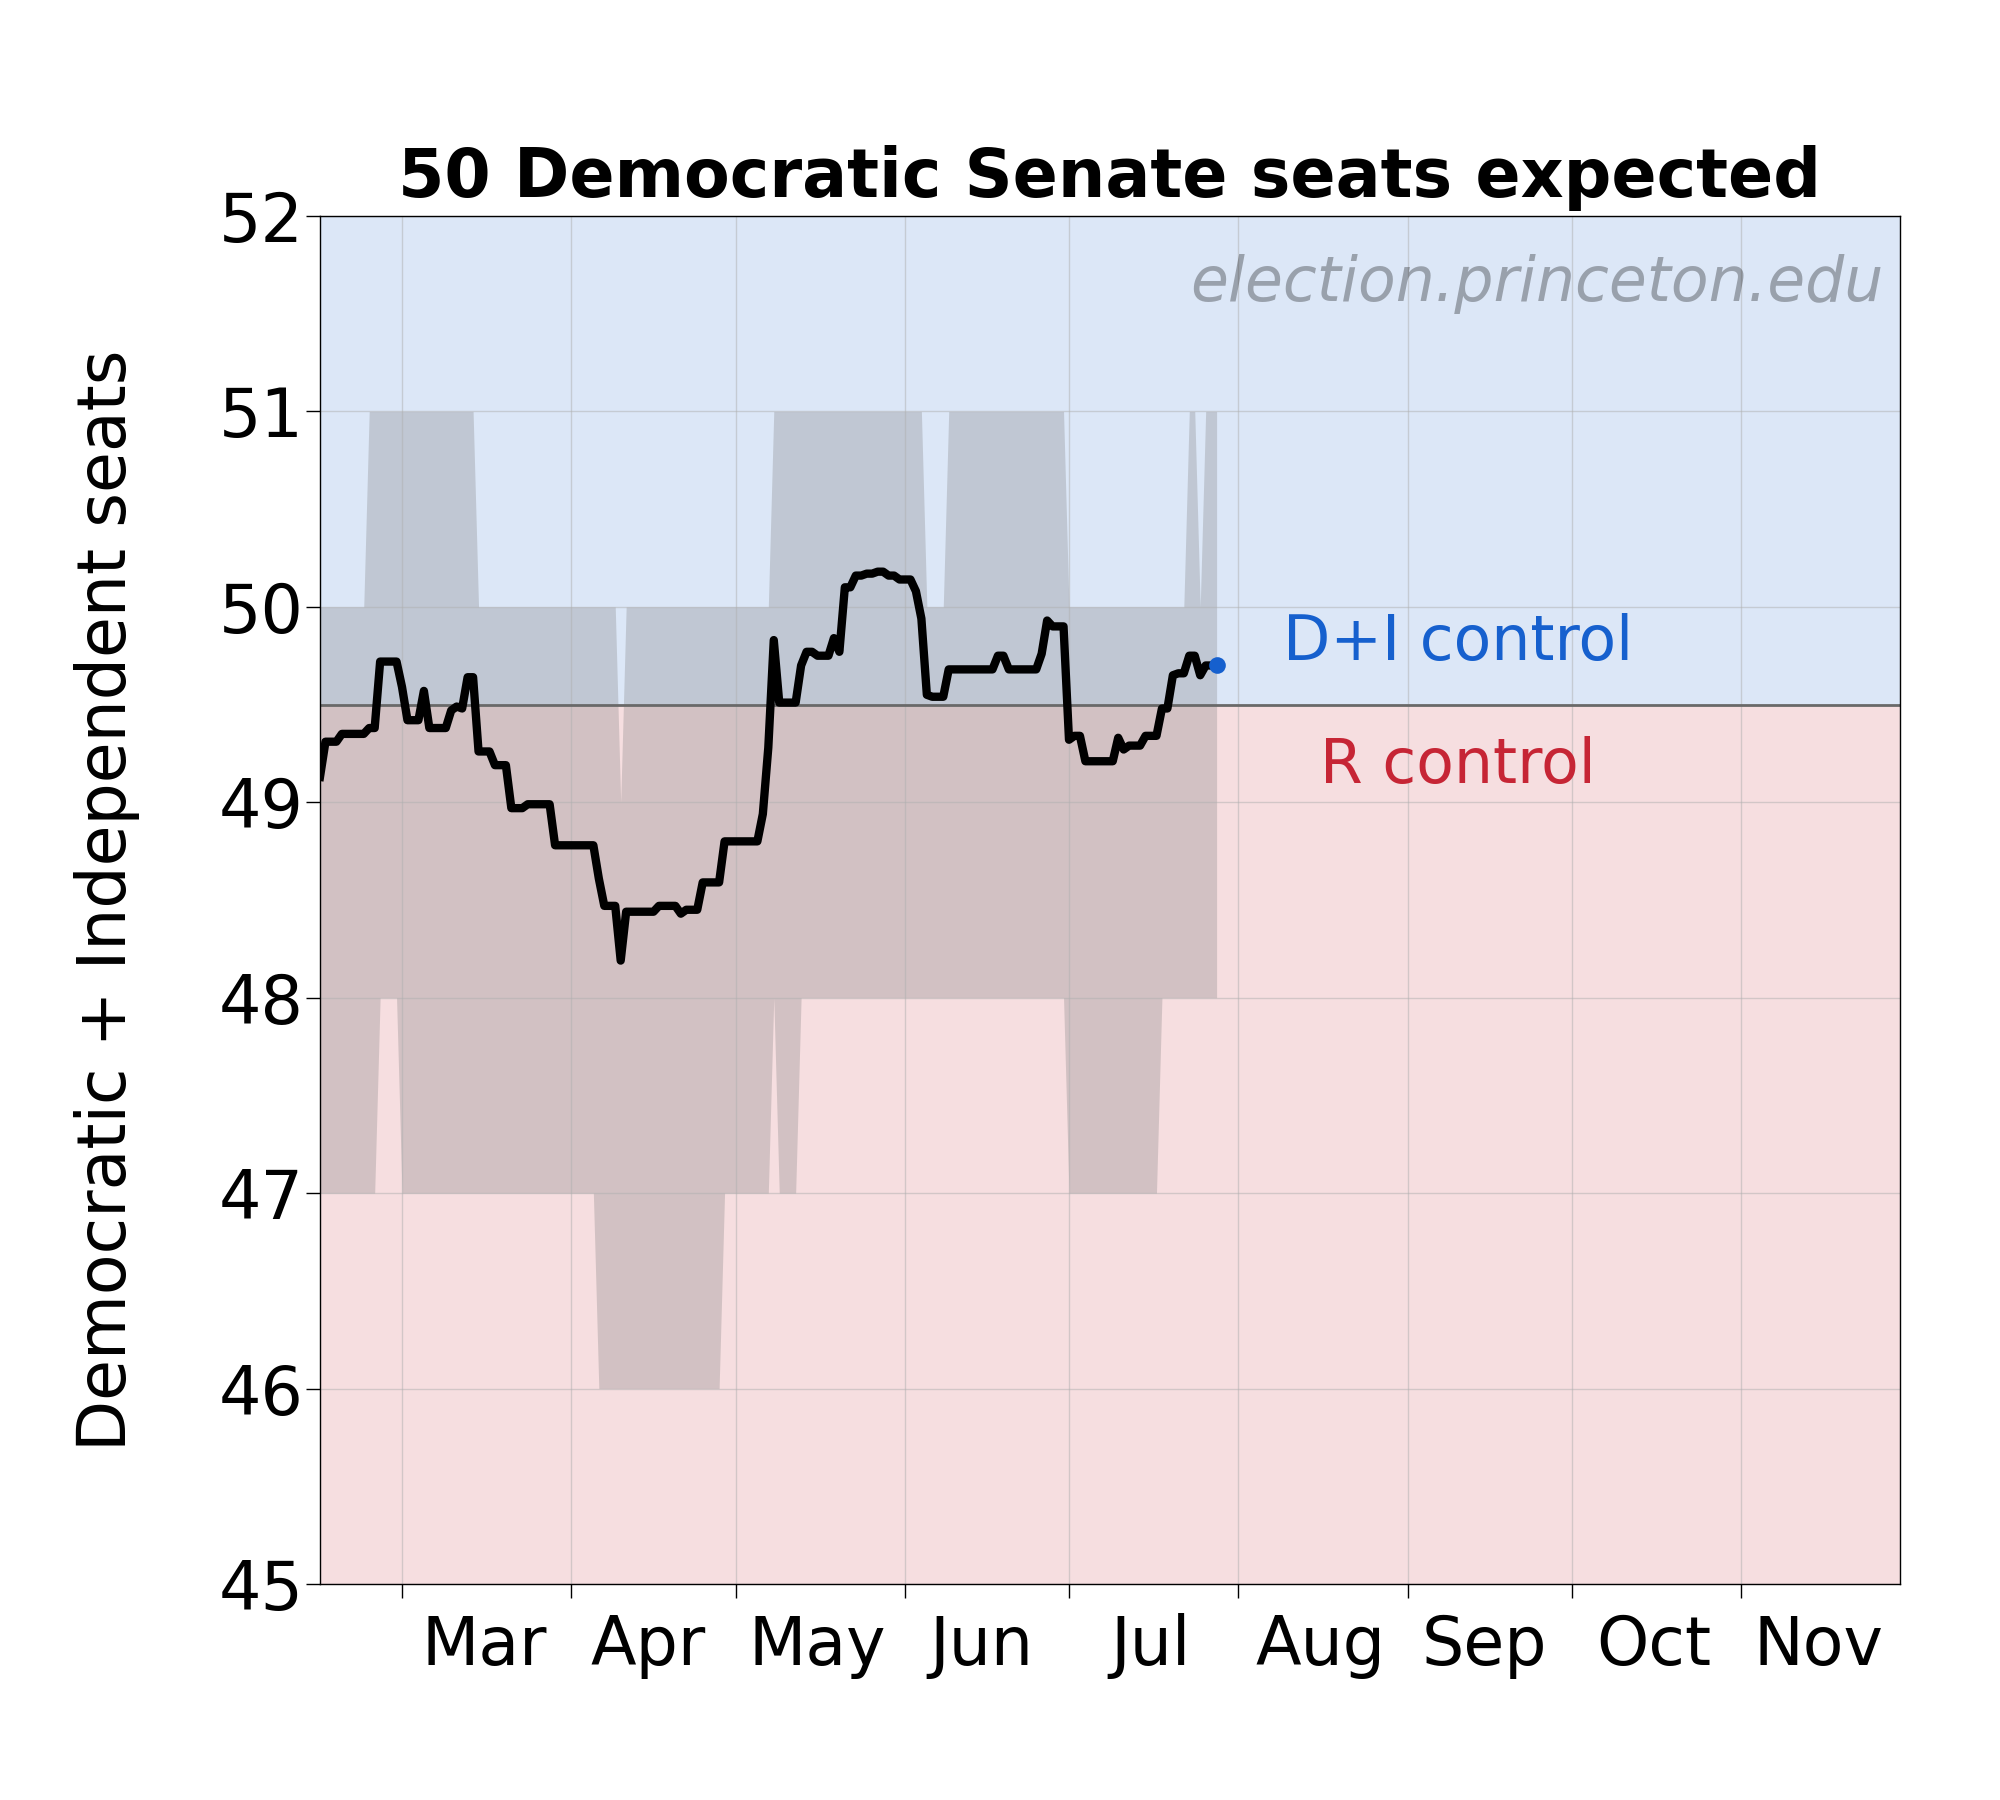 50 Democratic Senate seats expected
election.princeton.edu
Democratic + Independent seats
52
51
50
49
48
47
46
45
D+I control
R control
Mar Apr May Jun Jul Aug Sep Oct Nov